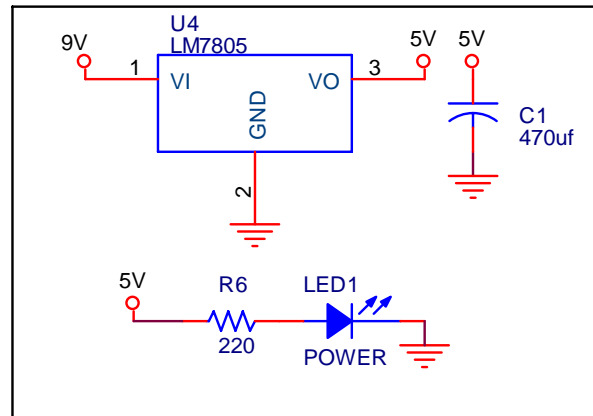 U4
LM7805
9V
1
VI
GND
VO
3
5V
5V
C1
470uf
2
5V
R6
220
LED1
POWER